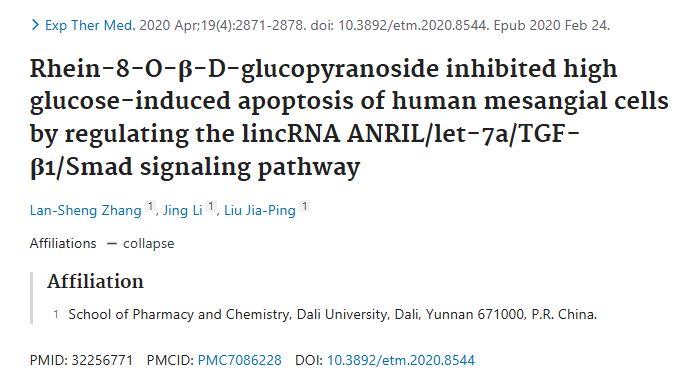 Exp Ther Med. 2020 Apr;19(4):2871-2878. doi: 10.3892/etm.2020.8544. Epub 2020 Feb 24.
Rhein-8-O-β-D-glucopyranoside inhibited high
glucose-induced apoptosis of human mesangial cells
by regulating the lincRNA ANRIL/let-7a/TGF-
β1/Smad signaling pathway
Lan-Sheng Zhang 1, Jing Li 1, Liu Jia-Ping 1
Affiliations – collapse
Affiliation
1 School of Pharmacy and Chemistry, Dali University, Dali, Yunnan 671000, P.R. China.
PMID: 32256771 PMCID: PMC7086228 DOI: 10.3892/etm.2020.8544